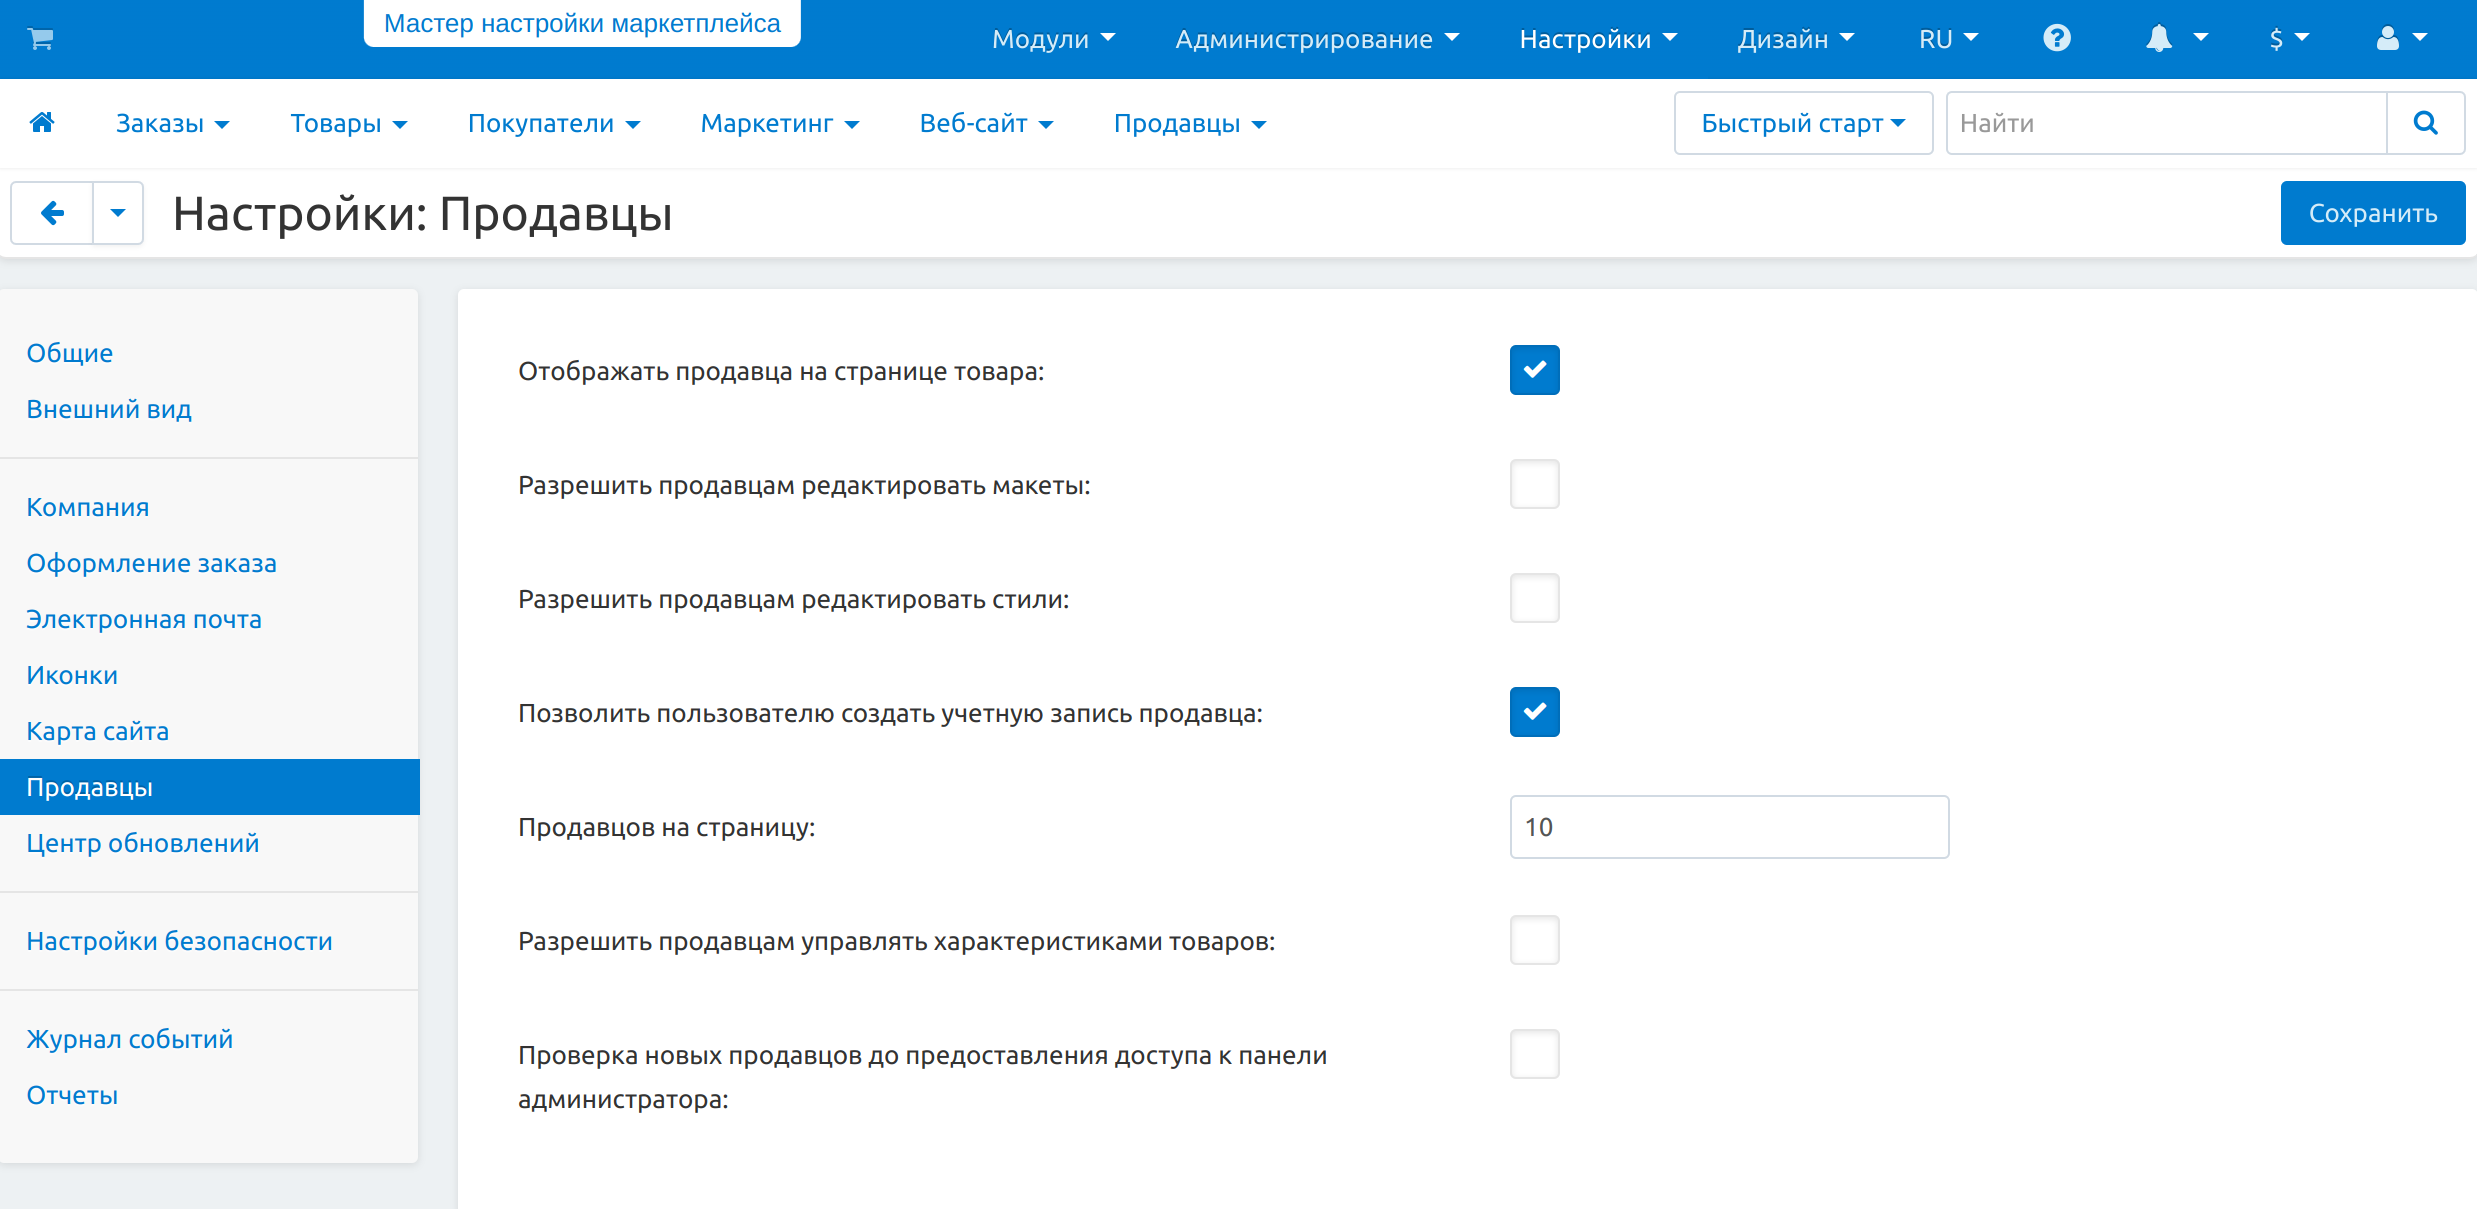 Мастер настройки маркетплейса
Модули Администрирование Настройки Дизайн RU $
Заказы Товары Покупатели Маркетинг Веб-сайт Продавцы Быстрый старт Найти
Настройки: Продавцы Сохранить
Общие
Внешний вид
Компания
Оформление заказа
Электронная почта
Иконки
Карта сайта
Продавцы
Центр обновлений
Настройки безопасности
Журнал событий
Отчеты
Отображать продавца на странице товара:
Разрешить продавцам редактировать макеты:
Разрешить продавцам редактировать стили:
Позволить пользователю создать учетную запись продавца:
Продавцов на страницу: 10
Разрешить продавцам управлять характеристиками товаров:
Проверка новых продавцов до предоставления доступа к панели
администратора: